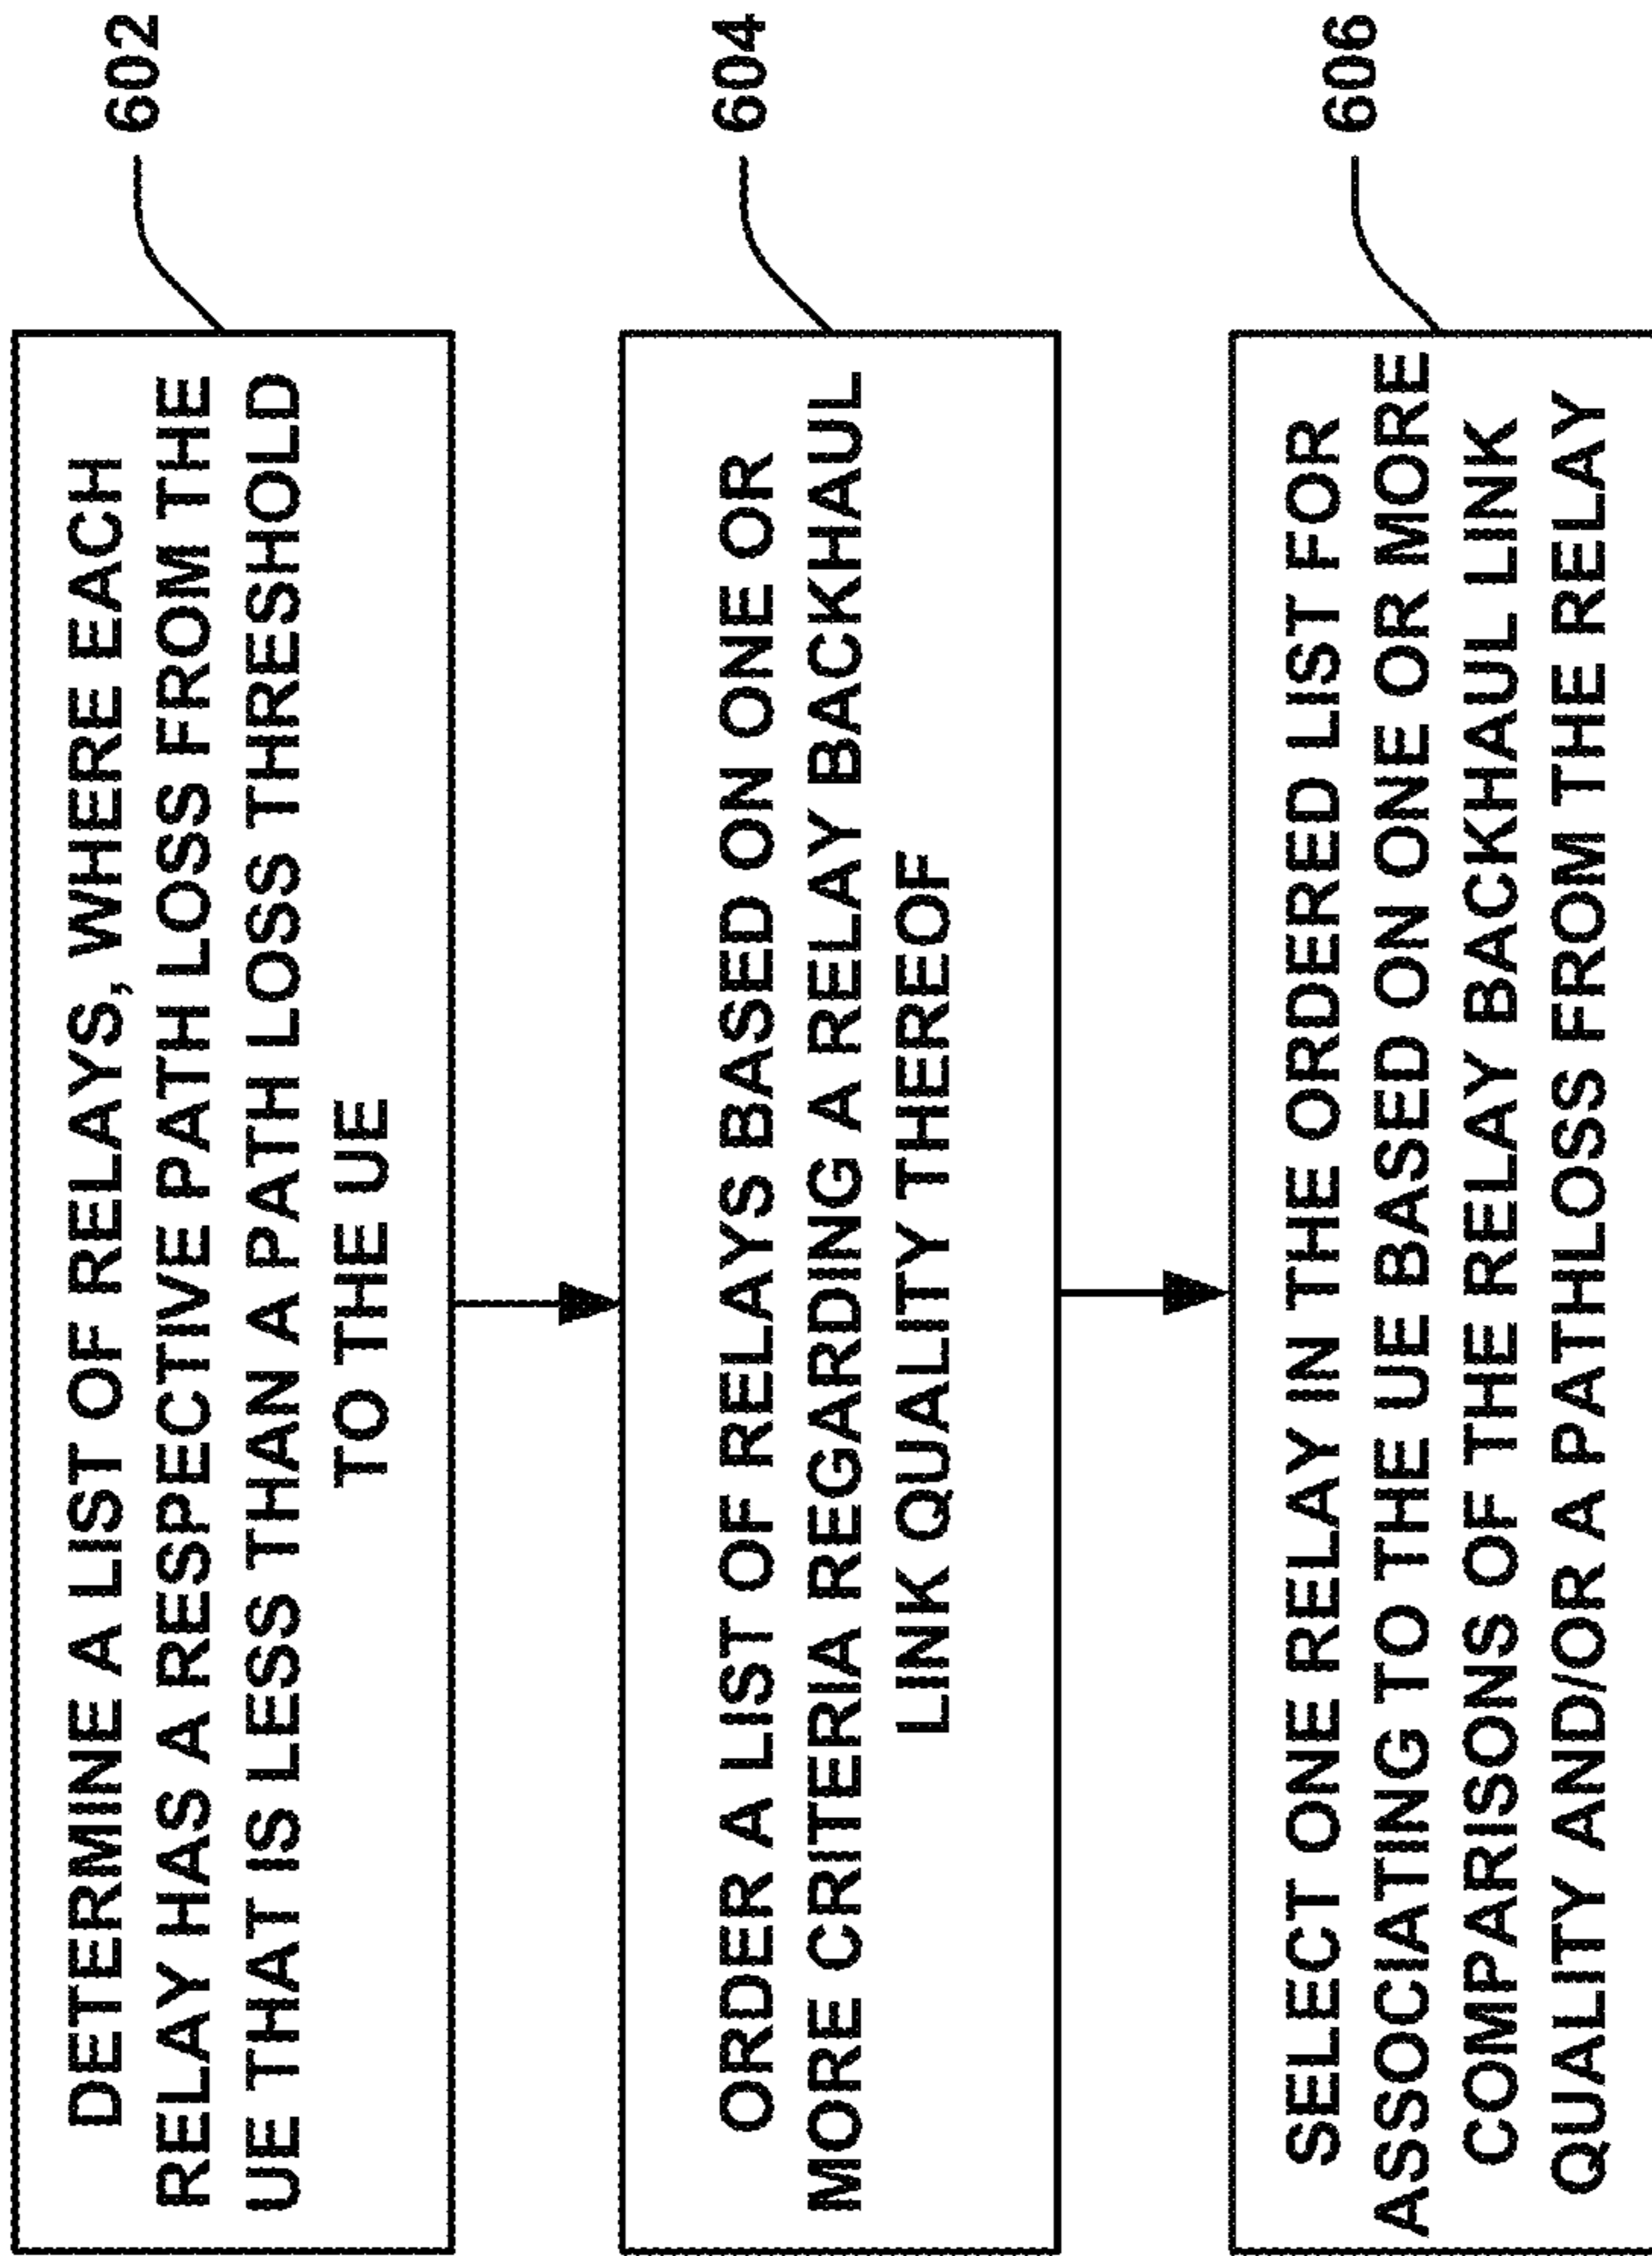 DETERMINE A LIST OF RELAYS, WHERE EACH
RELAY HAS A RESPECTIVE PATH LOSS FROM THE
UE THAT IS LESS THAN A PATH LOSS THRESHOLD
TO THE UE
602
ORDER A LIST OF RELAYS BASED ON ONE OR
MORE CRITERIA REGARDING A RELAY BACKHAUL
LINK QUALITY THEREOF
604
SELECT ONE RELAY IN THE ORDERED LIST FOR
ASSOCIATING TO THE UE BASED ON ONE OR MORE
COMPARISONS OF THE RELAY BACKHAUL LINK
QUALITY AND/OR A PATHLOSS FROM THE RELAY
606